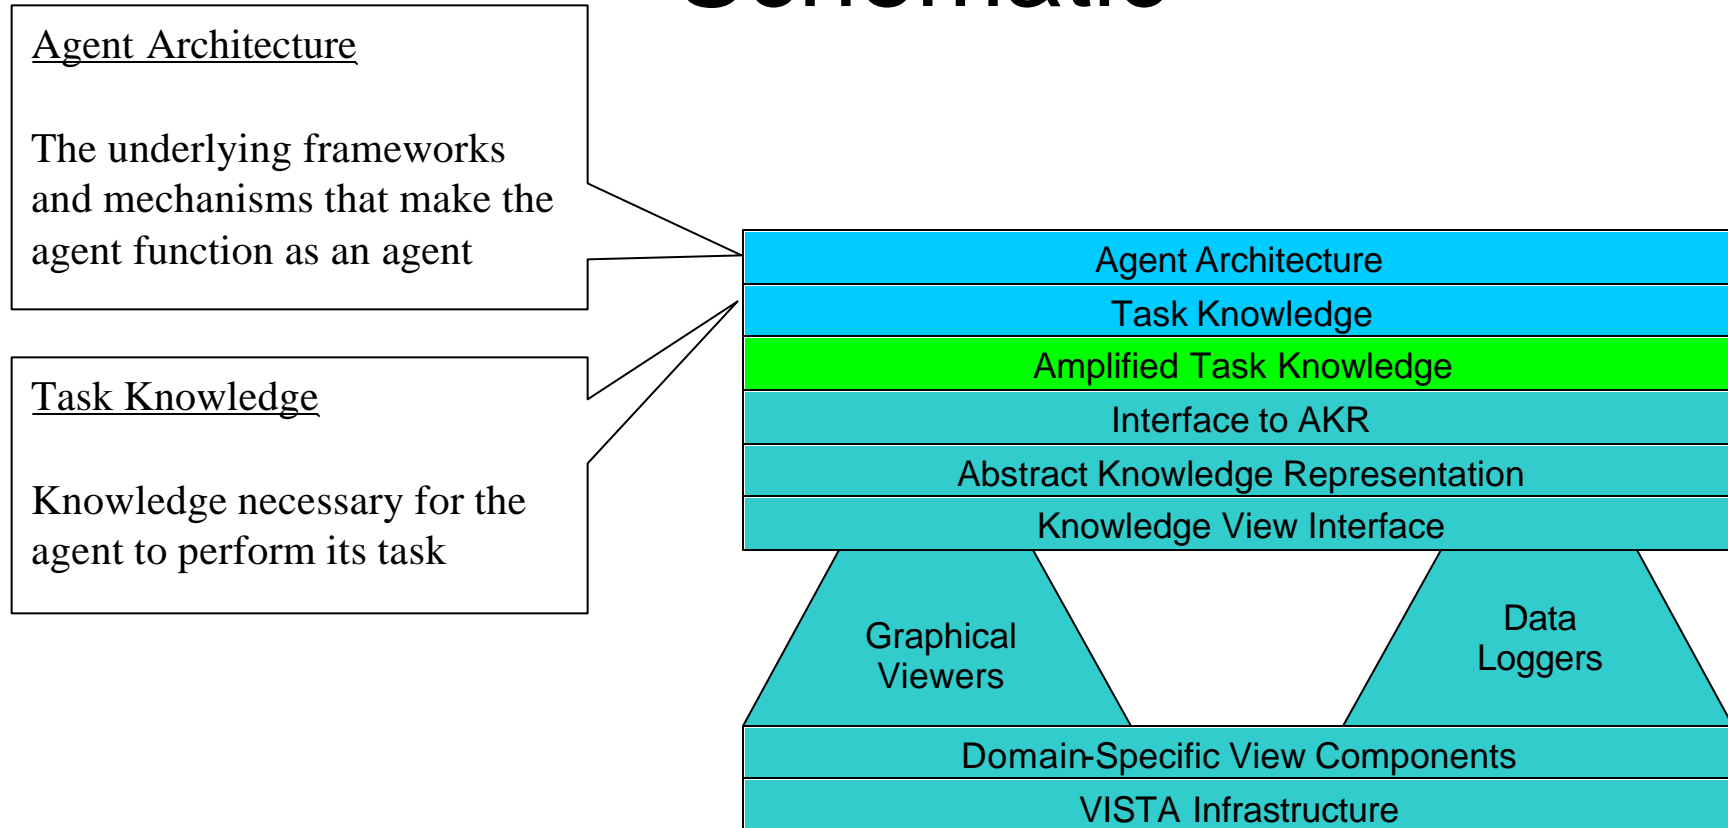 Schematic
Agent Architecture
The underlying frameworks
and mechanisms that make the
agent function as an agent
Task Knowledge
Knowledge necessary for the
agent to perform its task
Agent Architecture
Task Knowledge
Amplified Task Knowledge
Interface to AKR
Abstract Knowledge Representation
Knowledge View Interface
Graphical
Viewers
Data
Loggers
Domain-Specific View Components
VISTA Infrastructure